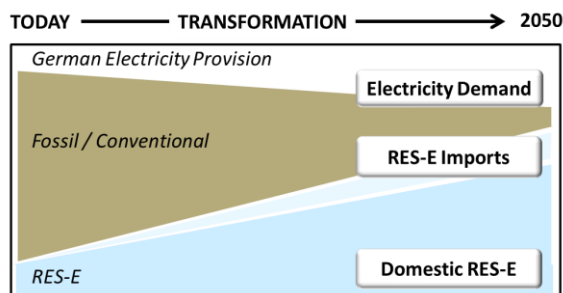 TODAY TRANSFORMATION 2050
German Electricity Provision
Electricity Demand
Fossil / Conventional
RES-E Imports
Domestic RES-E
RES-E